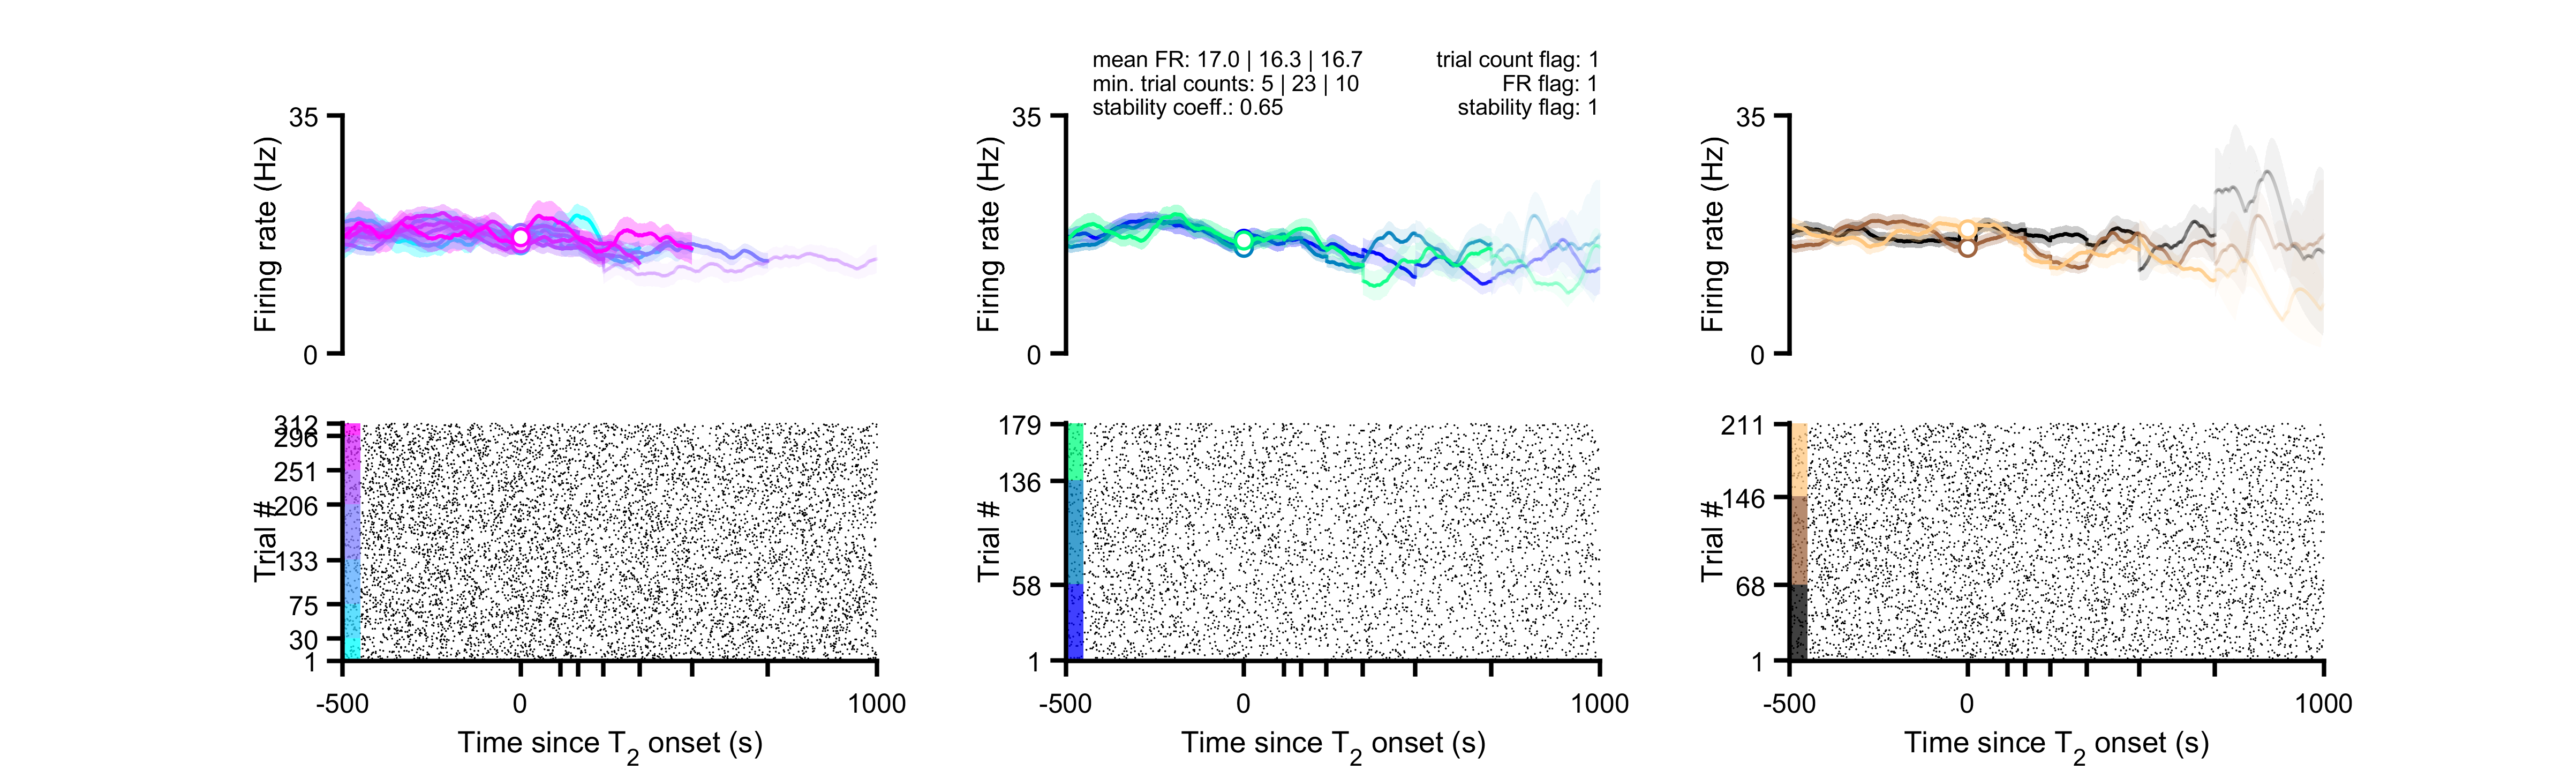 mean FR: 17.0 | 16.3 | 16.7
min. trial counts: 5 | 23 | 10
stability coeff.: 0.65
trial count flag: 1
FR flag: 1
stability flag: 1
35
0
Firing rate (Hz)
35
0
Firing rate (Hz)
35
0
Firing rate (Hz)
312
296
251
206
133
75
30
1
Trial #
-500
0
1000
Time since T2 onset (s)
179
136
58
1
Trial #
-500
0
1000
Time since T2 onset (s)
211
146
68
1
Trial #
-500
0
1000
Time since T2 onset (s)